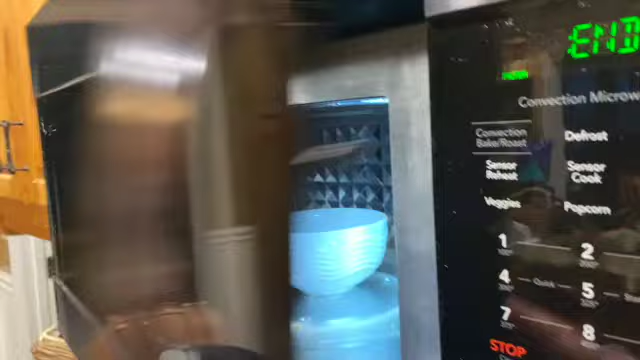 END
Convection Microw
Convection Bake/Roast
Defrost
Sensor Reheat
Sensor Cook
Veggies
Popcorn
1
2
4
Quick
5
7
8
STOP